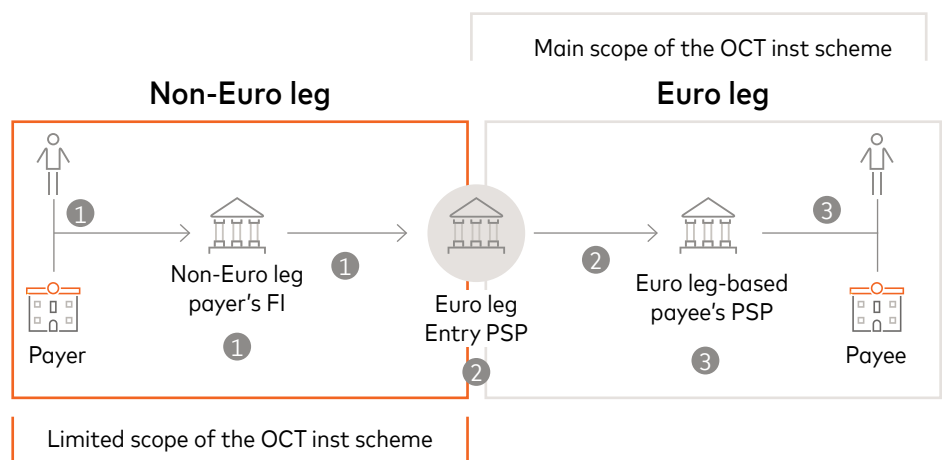 Main scope of the OCT inst scheme
Non-Euro leg
Euro leg
1
3
1
2
Non-Euro leg
payer's FI
Euro leg
Entry PSP
Euro leg-based
payee's PSP
Payer
1
2
3
Payee
Limited scope of the OCT inst scheme